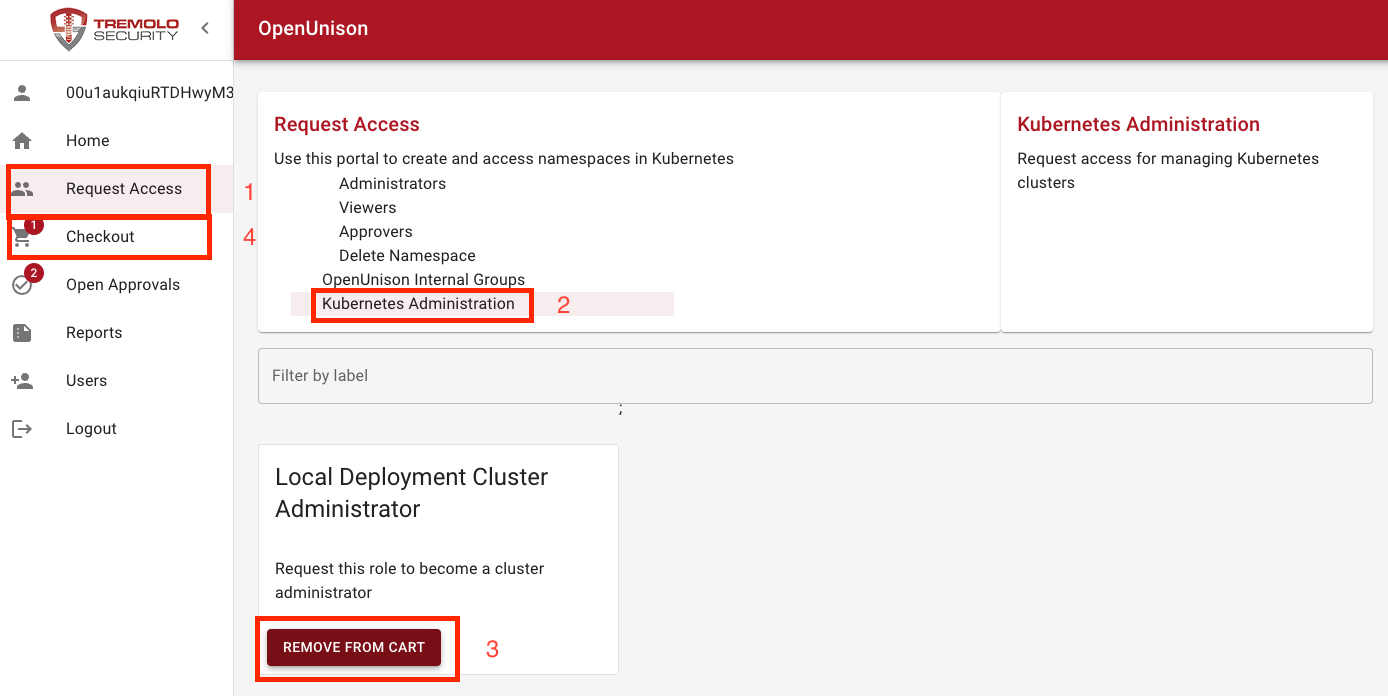 TREMOLO
SECURITY
OpenUnison
00u1aukqiuRTDHwyM3
Home
Request Access
1
1
Checkout
4
2
Open Approvals
Reports
Users
Logout
Request Access
Use this portal to create and access namespaces in Kubernetes
Administrators
Viewers
Approvers
Delete Namespace
OpenUnison Internal Groups
Kubernetes Administration
2
Kubernetes Administration
Request access for managing Kubernetes
clusters
Filter by label
;
Local Deployment Cluster
Administrator
Request this role to become a cluster
administrator
REMOVE FROM CART
3